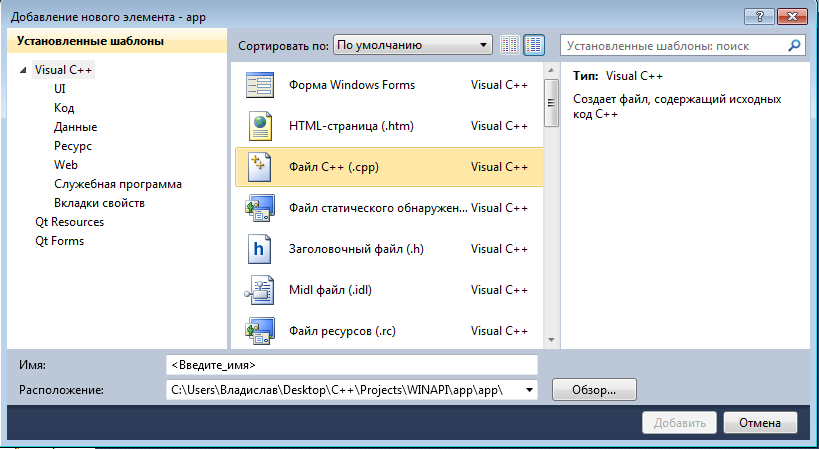 Добавление нового элемента - app
Установленные шаблоны
Сортировать по: По умолчанию
Установленные шаблоны: поиск
Visual C++
UI
Код
Данные
Ресурс
Web
Служебная программа
Вкладки свойств
Qt Resources
Qt Forms
Форма Windows Forms Visual C++
HTML-страница (.htm) Visual C++
Файл C++ (.cpp) Visual C++
Файл статического обнаружен... Visual C++
Заголовочный файл (.h) Visual C++
Midl файл (.idl) Visual C++
Файл ресурсов (.rc) Visual C++
Тип: Visual C++
Создает файл, содержащий исходных
код C++
Имя: <Введите_имя>
Расположение: C:\Users\Владислав\Desktop\C++\Projects\WINAPI\app\app\
Обзор...
Добавить Отмена